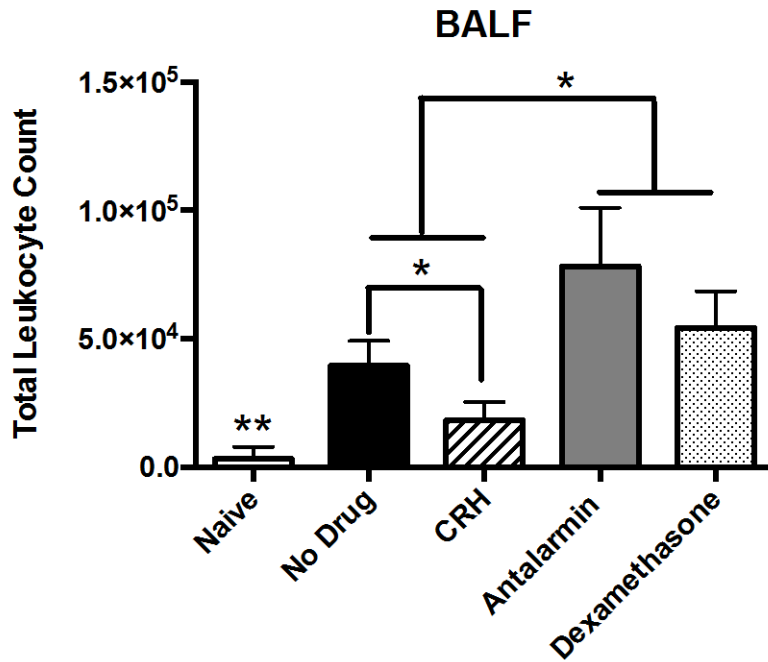 BALF
Total Leukocyte Count
1.5×10⁵
1.0×10⁵
5.0×10⁴
0.0
*
*
**
Naive
No Drug
CRH
Antalarmin
Dexamethasone